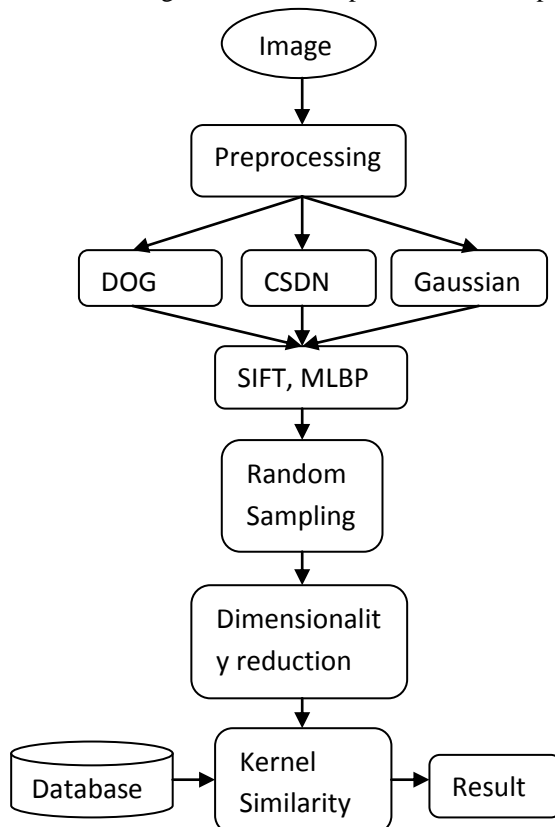 Image
Preprocessing
DOG
CSDN
Gaussian
SIFT, MLBP
Random
Sampling
Dimensionalit
y reduction
Database
Kernel
Similarity
Result